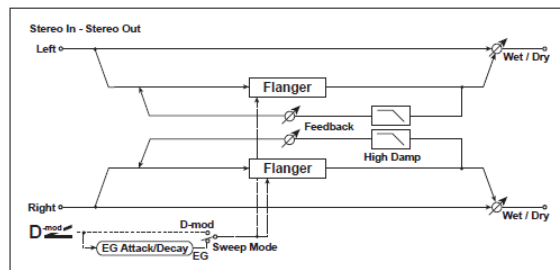 Stereo In - Stereo Out
Left
Wet / Dry
Flanger
Feedback
High Damp
Flanger
Right
Wet / Dry
D-mod
D-mod
EG Attack/Decay
EG
Sweep Mode